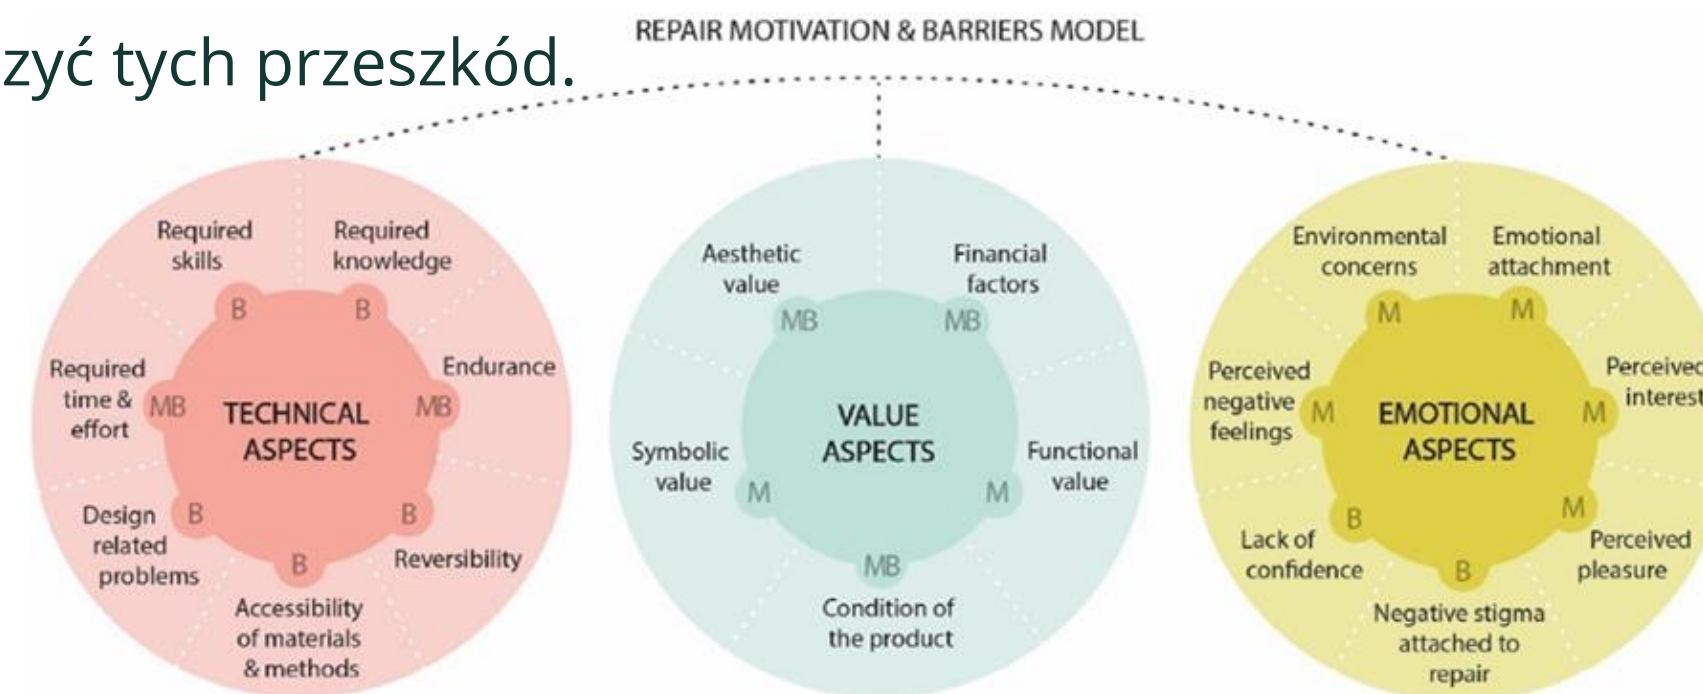 REPAIR MOTIVATION & BARRIERS MODEL
zyć tych przeszkód.
Required
skills
Required
knowledge
B
B
Required
time &
effort
MB
Endurance
MB
TECHNICAL
ASPECTS
Design
related
problems
B
B
Reversibility
B
Accessibility
of materials
& methods
Aesthetic
value
MB
Financial
factors
MB
VALUE
ASPECTS
Symbolic
value
M
Functional
value
M
MB
Condition of
the product
Environmental
concerns
M
Emotional
attachment
M
Perceived
negative
feelings
M
Perceived
interest
M
EMOTIONAL
ASPECTS
Lack of
confidence
B
M
Perceived
pleasure
B
Negative stigma
attached to
repair